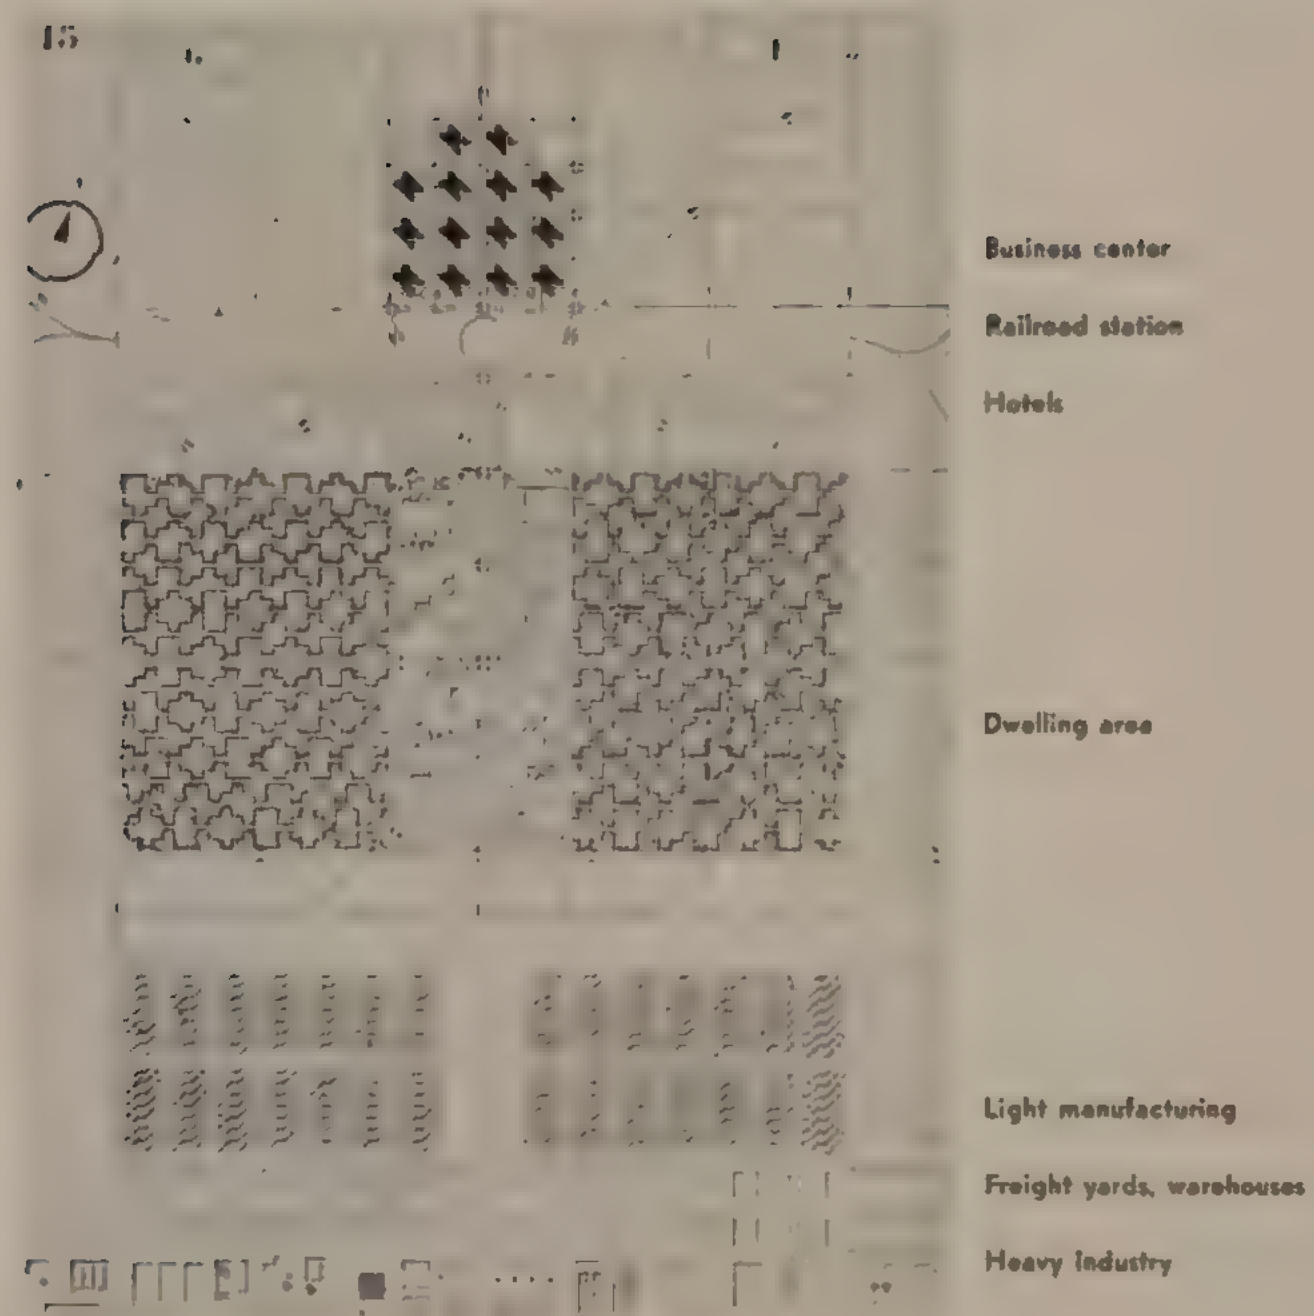 15
Business center
Railroad station
Hotels
Dwelling area
Light manufacturing
Freight yards, warehouses
Heavy industry